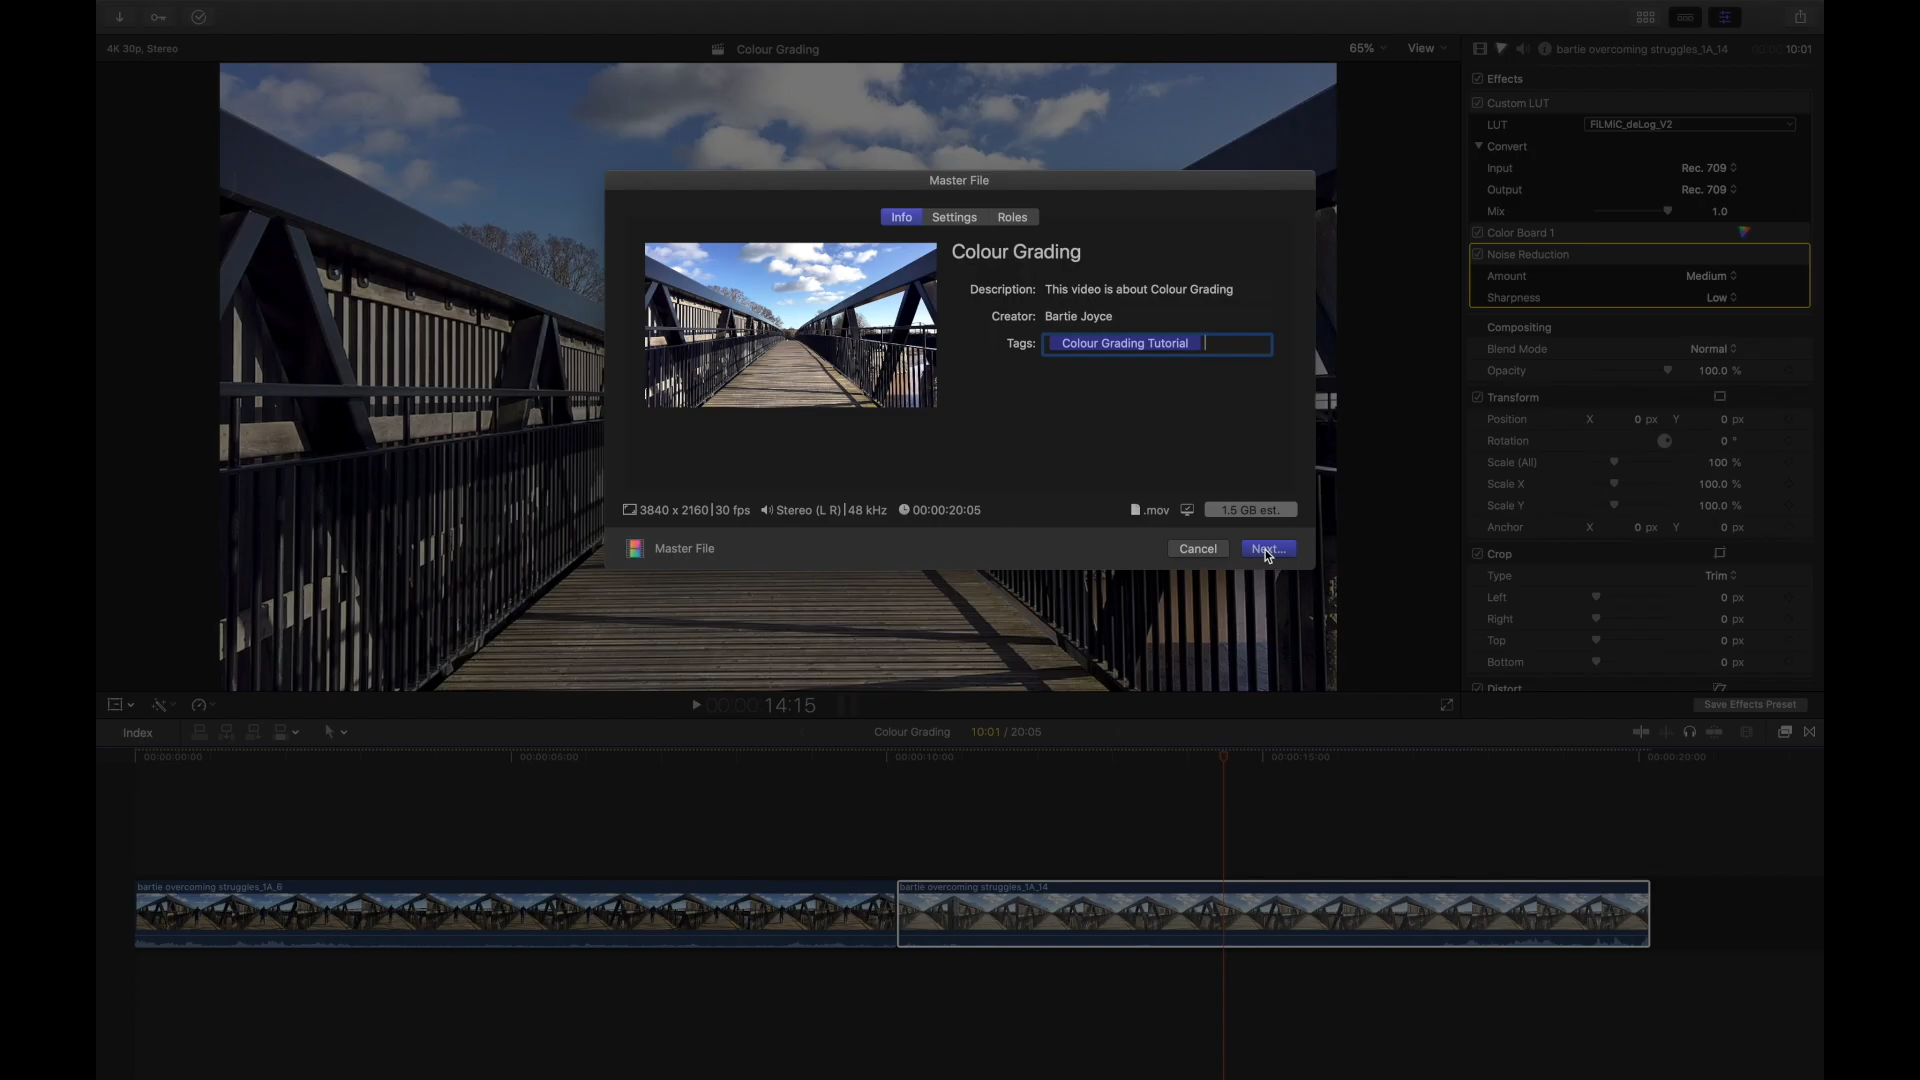 4K 30p, Stereo
Colour Grading
65%
View
bartie overcoming struggles_1A_14
10:01
Effects
Custom LUT
LUT FiLMiC_deLog_V2
Convert
Input Rec. 709
Output Rec. 709
Mix 1.0
Color Board 1
Noise Reduction
Amount Medium
Sharpness Low
Compositing
Blend Mode Normal
Opacity 100.0 %
Transform
Position X 0 px Y 0 px
Rotation 0 °
Scale (All) 100 %
Scale X 100.0 %
Scale Y 100.0 %
Anchor X 0 px Y 0 px
Crop
Type Trim
Left 0 px
Right 0 px
Top 0 px
Bottom 0 px
Distort
Save Effects Preset
Master File
Info Settings Roles
Colour Grading
Description: This video is about Colour Grading
Creator: Bartie Joyce
Tags: Colour Grading Tutorial
3840 x 2160 | 30 fps Stereo (L R) | 48 kHz 00:00:20:05 .mov 1.5 GB est.
Master File Cancel Next...
00:00:14:15
Index
Colour Grading 10:01 / 20:05
00:00:00:00 00:00:05:00 00:00:10:00 00:00:15:00 00:00:20:00
bartie overcoming struggles_1A_6
bartie overcoming struggles_1A_14